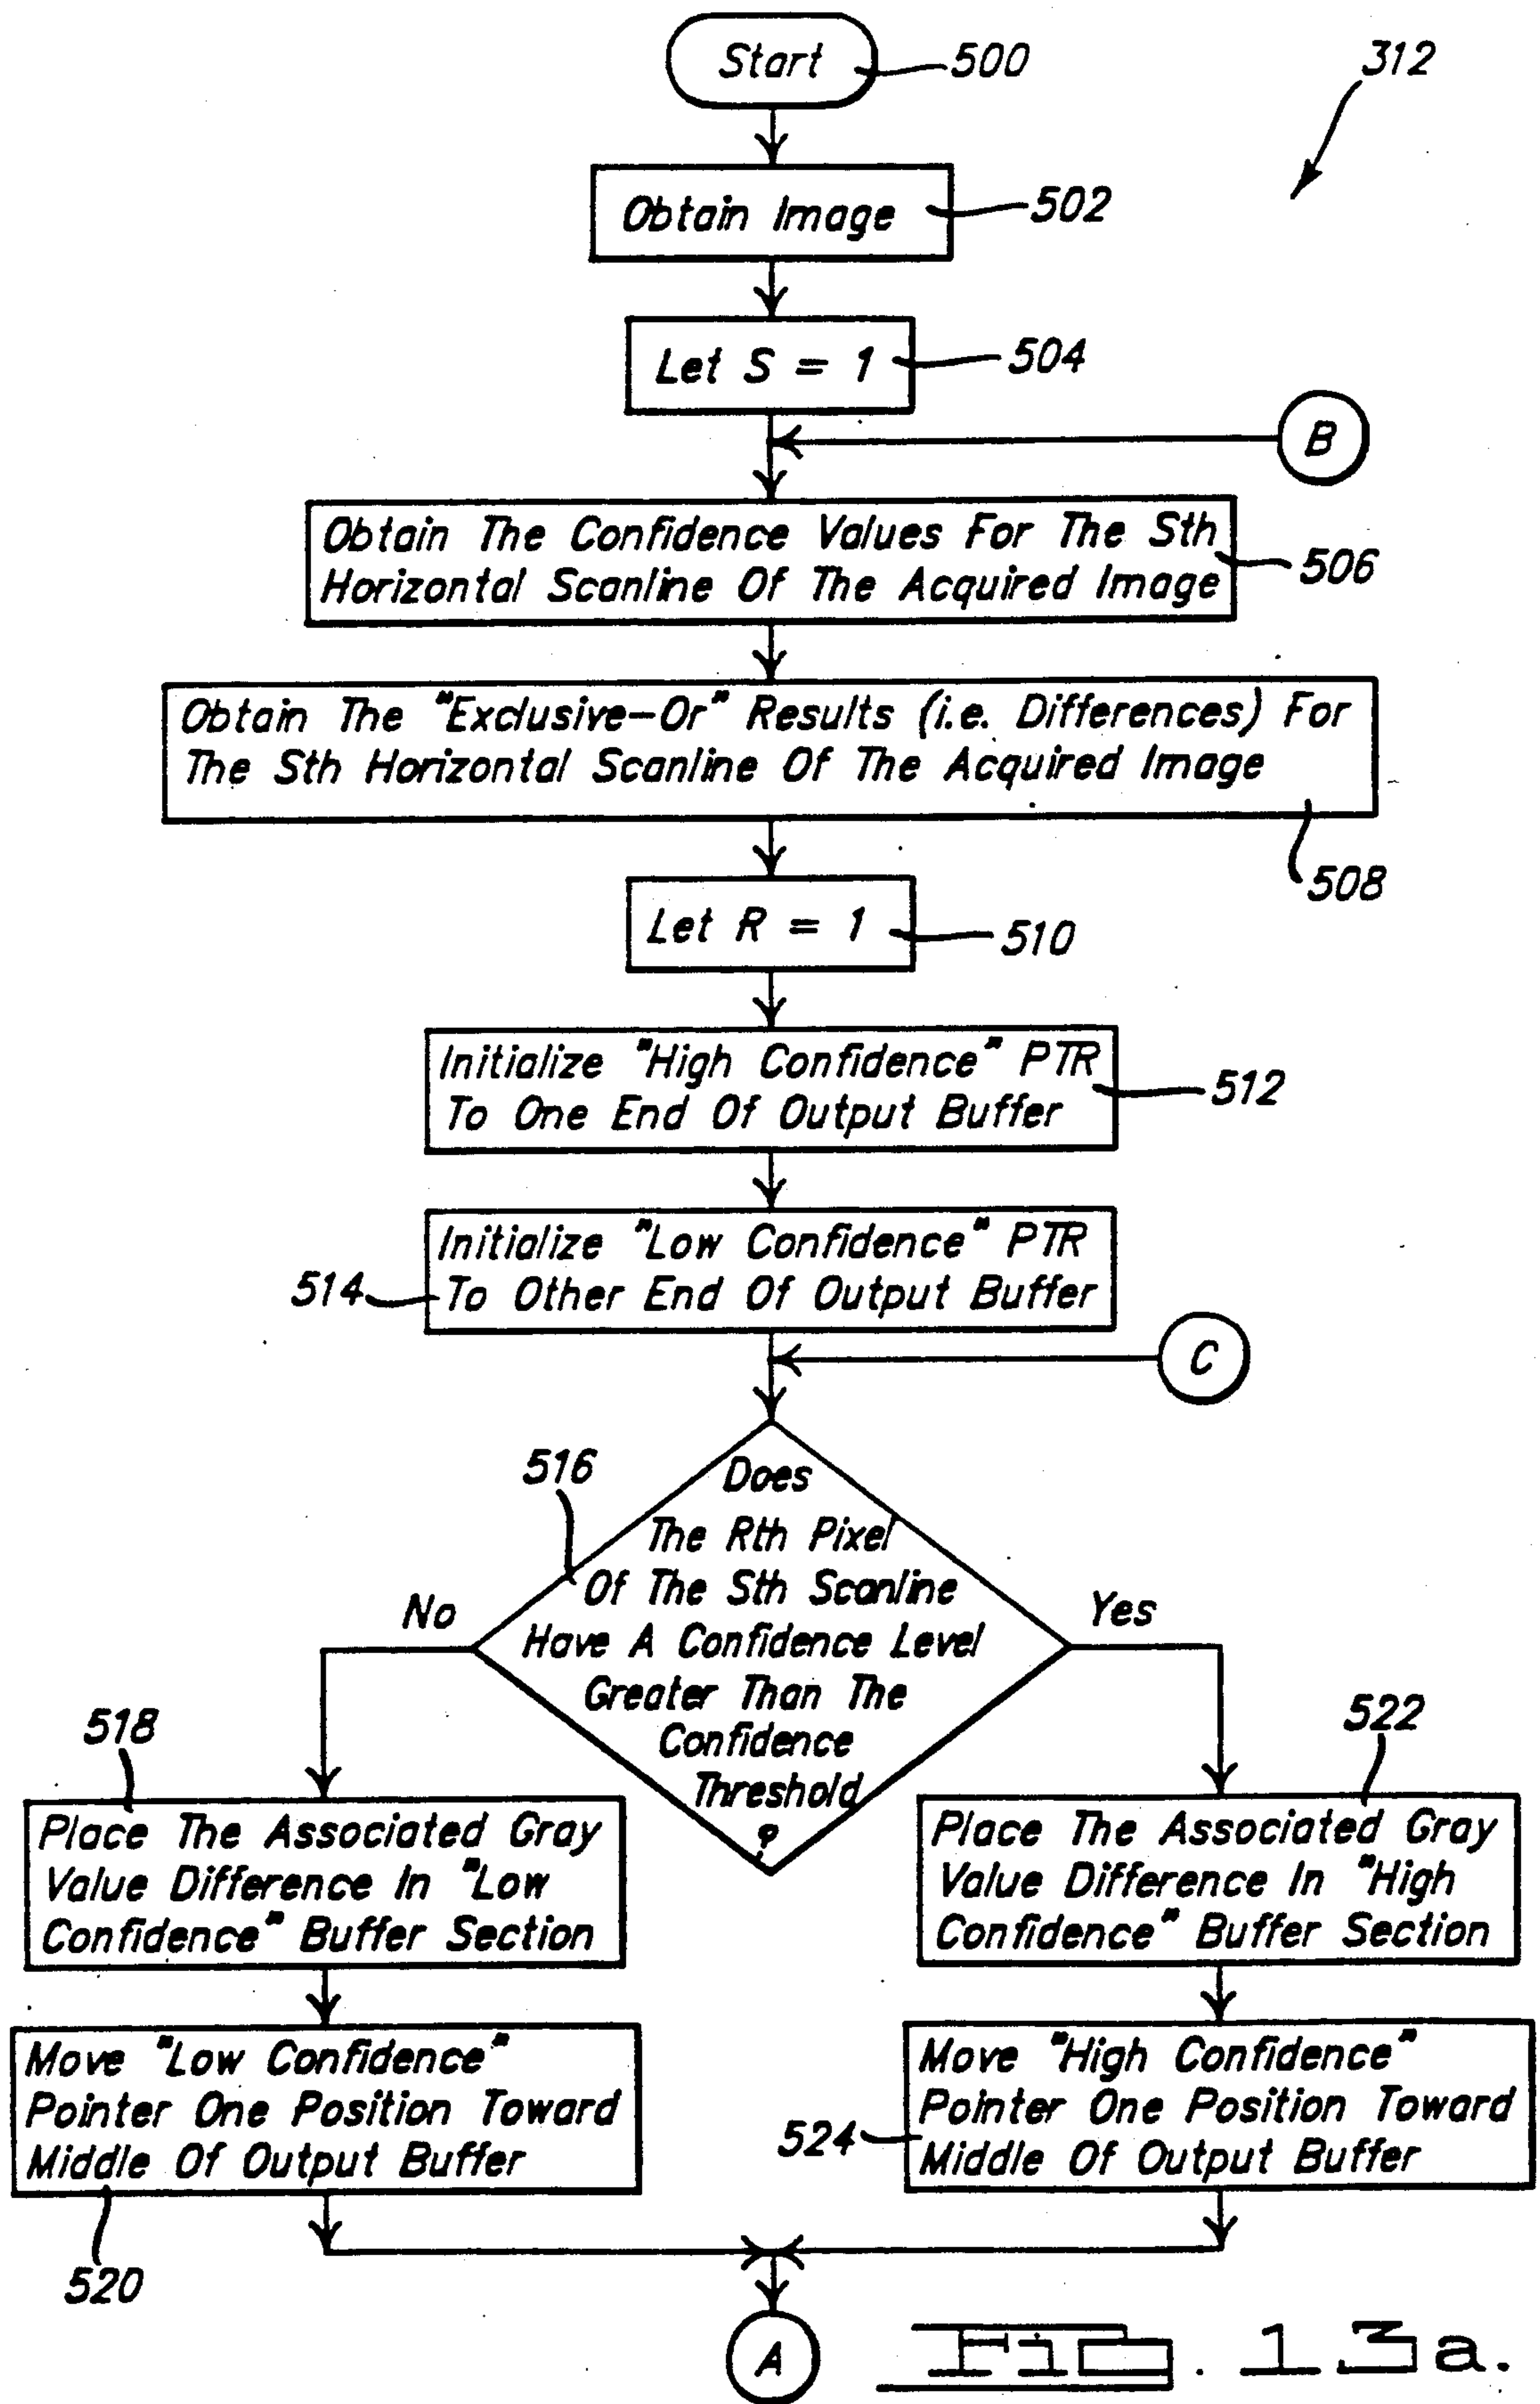 Start
500
312
Obtain Image
502
Let S = 1
504
B
Obtain The Confidence Values For The Sth
Horizontal Scanline Of The Acquired Image
506
Obtain The "Exclusive-Or" Results (i.e. Differences) For
The Sth Horizontal Scanline Of The Acquired Image
508
Let R = 1
510
Initialize "High Confidence" PTR
To One End Of Output Buffer
512
Initialize "Low Confidence" PTR
To Other End Of Output Buffer
514
C
516
Does
The Rth Pixel
Of The Sth Scanline
Have A Confidence Level
Greater Than The
Confidence
Threshold
?
No
Yes
518
Place The Associated Gray
Value Difference In "Low
Confidence" Buffer Section
522
Place The Associated Gray
Value Difference In "High
Confidence" Buffer Section
Move "Low Confidence"
Pointer One Position Toward
Middle Of Output Buffer
520
Move "High Confidence"
Pointer One Position Toward
Middle Of Output Buffer
524
A
Fig. 13a.